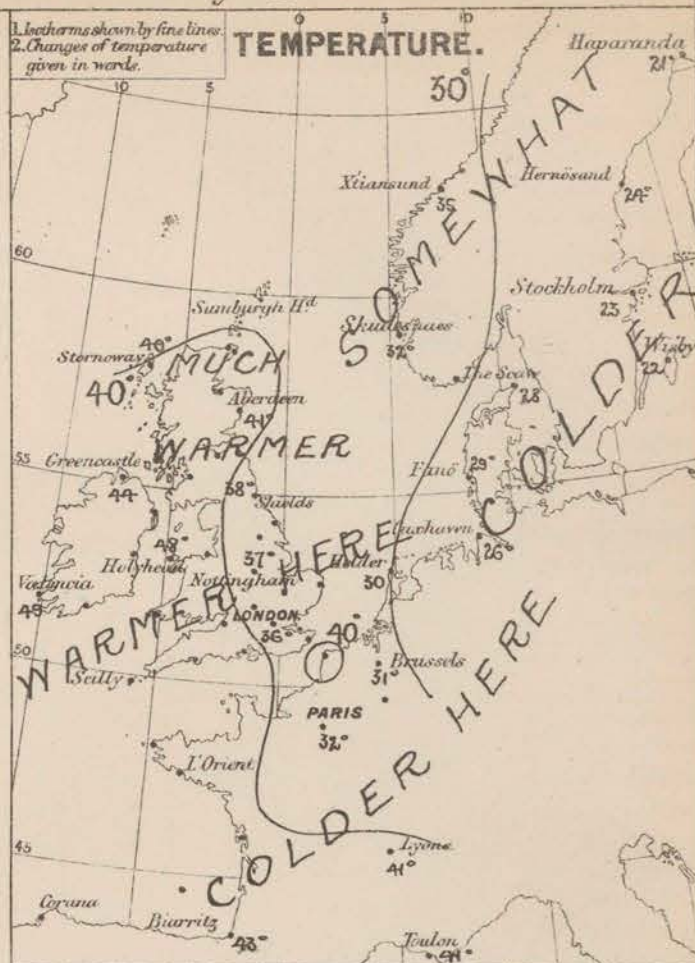 1. Isotherms shown by fine lines.
2. Changes of temperature
given in words.
TEMPERATURE.
10
5
0
5
10
30°
Haparanda
21°
Xtiansund
35
Hernösand
24°
60
Sumburgh Hd
Stockholm
23
Skudesnaes
32°
Wisby
22
40°
Stornoway
40
Aberdeen
41°
The Scaw
28
SOMEWHAT COLDER
MUCH
WARMER
HERE
55
Greencastle
44
38°
Shields
Fanö
29°
Cuxhaven
26°
48°
Holyhead
37°
Nottingham
Helder
30
Valencia
49
LONDON
36°
40°
WARMER HERE
50
Scilly
Brussels
31°
PARIS
32°
L'Orient
COLDER HERE
45
Lyons
41°
Coruna
Biarritz
43°
Toulon